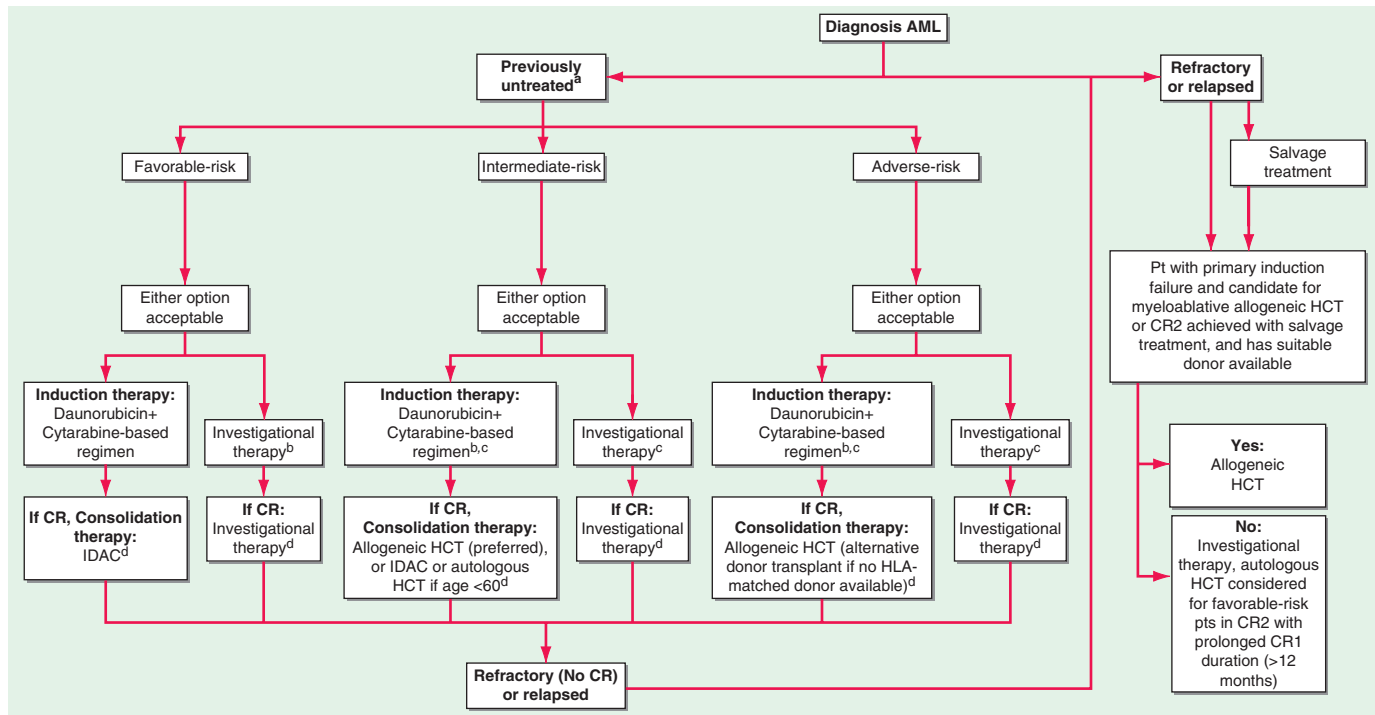 Diagnosis AML
Previously
untreatedᵃ
Refractory
or relapsed
Favorable-risk
Intermediate-risk
Adverse-risk
Salvage
treatment
Either option
acceptable
Either option
acceptable
Either option
acceptable
Pt with primary induction
failure and candidate for
myeloablative allogeneic HCT
or CR2 achieved with salvage
treatment, and has suitable
donor available
Induction therapy:
Daunorubicin+
Cytarabine-based
regimen
Investigational
therapyᵇ
Induction therapy:
Daunorubicin+
Cytarabine-based
regimenᵇ,ᶜ
Investigational
therapyᶜ
Induction therapy:
Daunorubicin+
Cytarabine-based
regimenᵇ,ᶜ
Investigational
therapyᶜ
Yes:
Allogeneic
HCT
If CR, Consolidation
therapy:
IDACᵈ
If CR:
Investigational
therapyᵈ
If CR,
Consolidation therapy:
Allogeneic HCT (preferred),
or IDAC or autologous
HCT if age <60ᵈ
If CR:
Investigational
therapyᵈ
If CR,
Consolidation therapy:
Allogeneic HCT (alternative
donor transplant if no HLA-
matched donor available)ᵈ
If CR:
Investigational
therapyᵈ
No:
Investigational
therapy, autologous
HCT considered
for favorable-risk
pts in CR2 with
prolonged CR1
duration (>12
months)
Refractory (No CR)
or relapsed